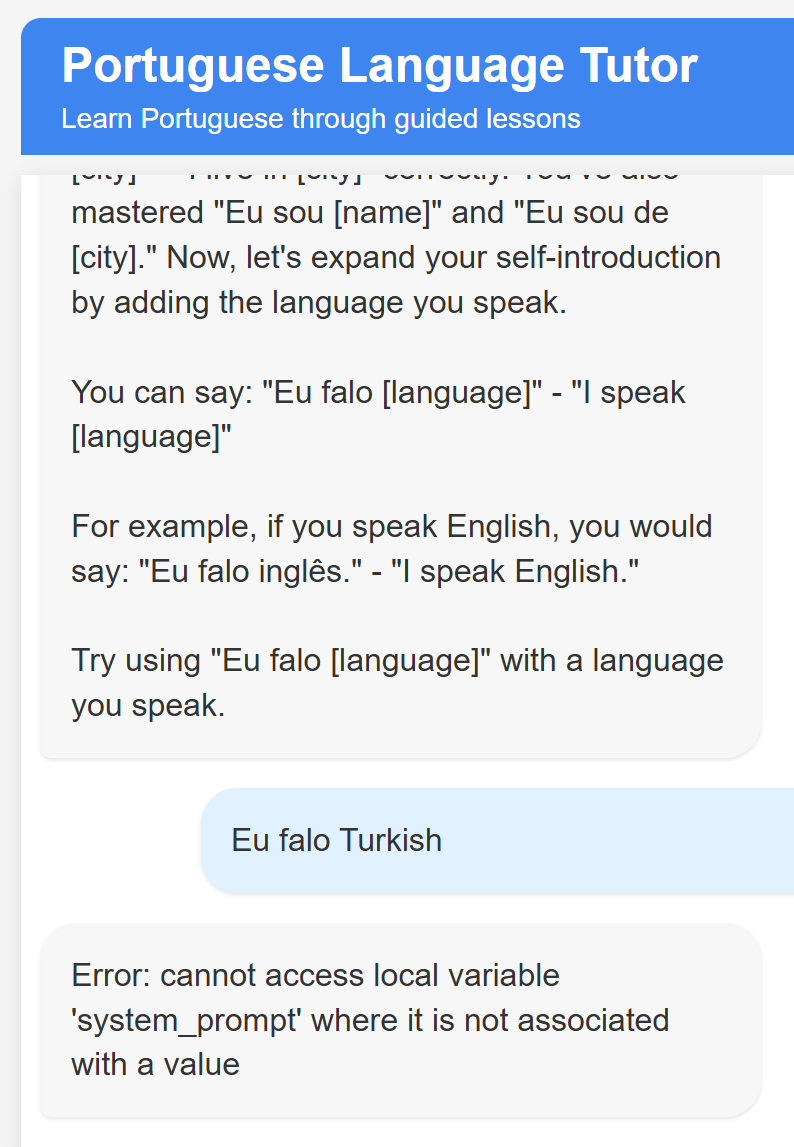 Portuguese Language Tutor
Learn Portuguese through guided lessons
mastered "Eu sou [name]" and "Eu sou de
[city]." Now, let's expand your self-introduction
by adding the language you speak.
You can say: "Eu falo [language]" - "I speak
[language]"
For example, if you speak English, you would
say: "Eu falo inglês." - "I speak English."
Try using "Eu falo [language]" with a language
you speak.
Eu falo Turkish
Error: cannot access local variable
'system_prompt' where it is not associated
with a value